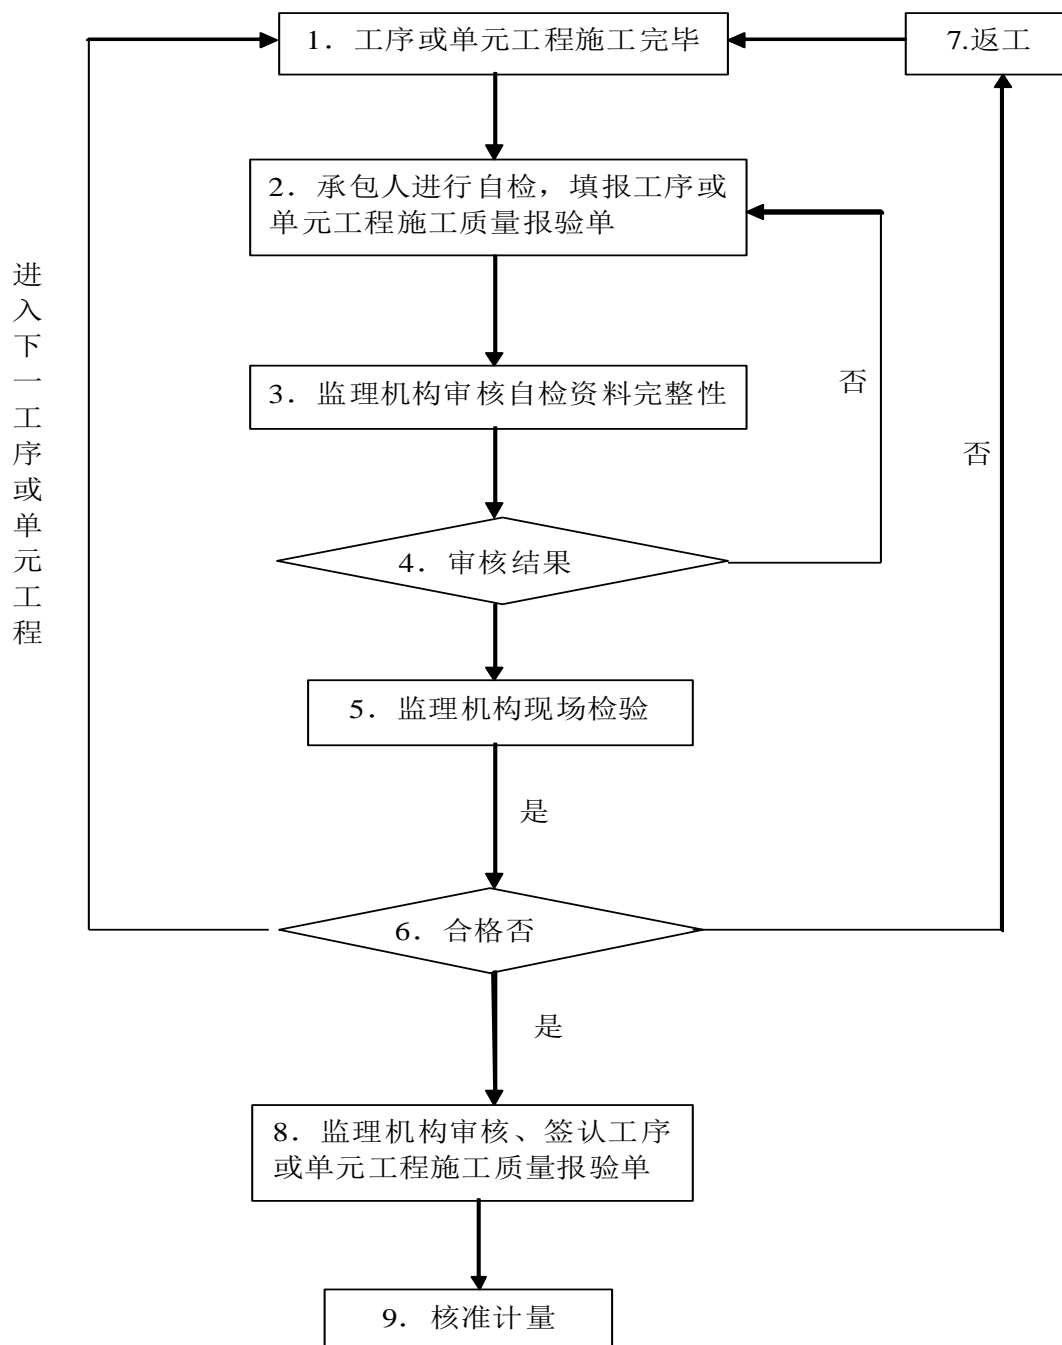 1．工序或单元工程施工完毕
7.返工
2．承包人进行自检，填报工序或
单元工程施工质量报验单
进入下一工序或单元工程
3．监理机构审核自检资料完整性
否
否
4．审核结果
5．监理机构现场检验
是
6．合格否
是
8．监理机构审核、签认工序
或单元工程施工质量报验单
9．核准计量